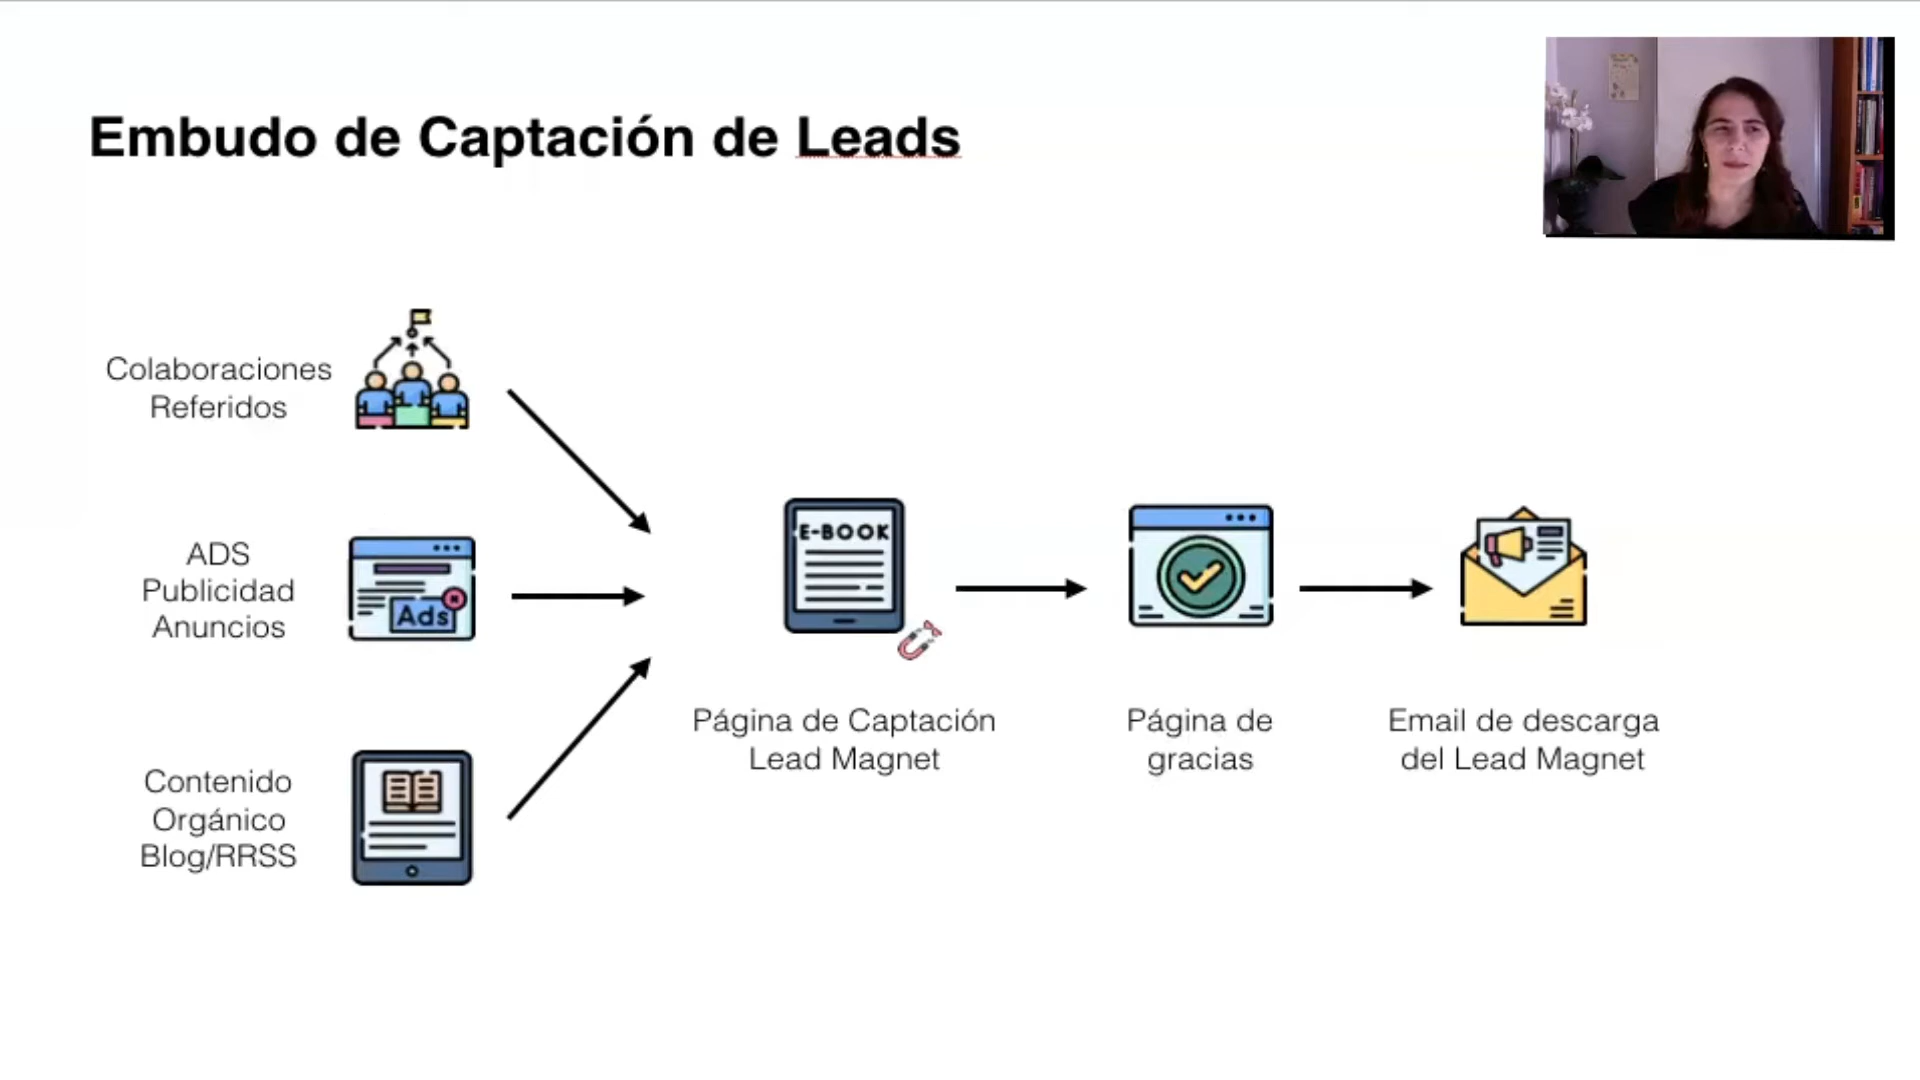 Embudo de Captación de Leads
Colaboraciones
Referidos
ADS
Publicidad
Anuncios
Ads
Contenido
Orgánico
Blog/RRSS
E-BOOK
Página de Captación
Lead Magnet
Página de
gracias
Email de descarga
del Lead Magnet